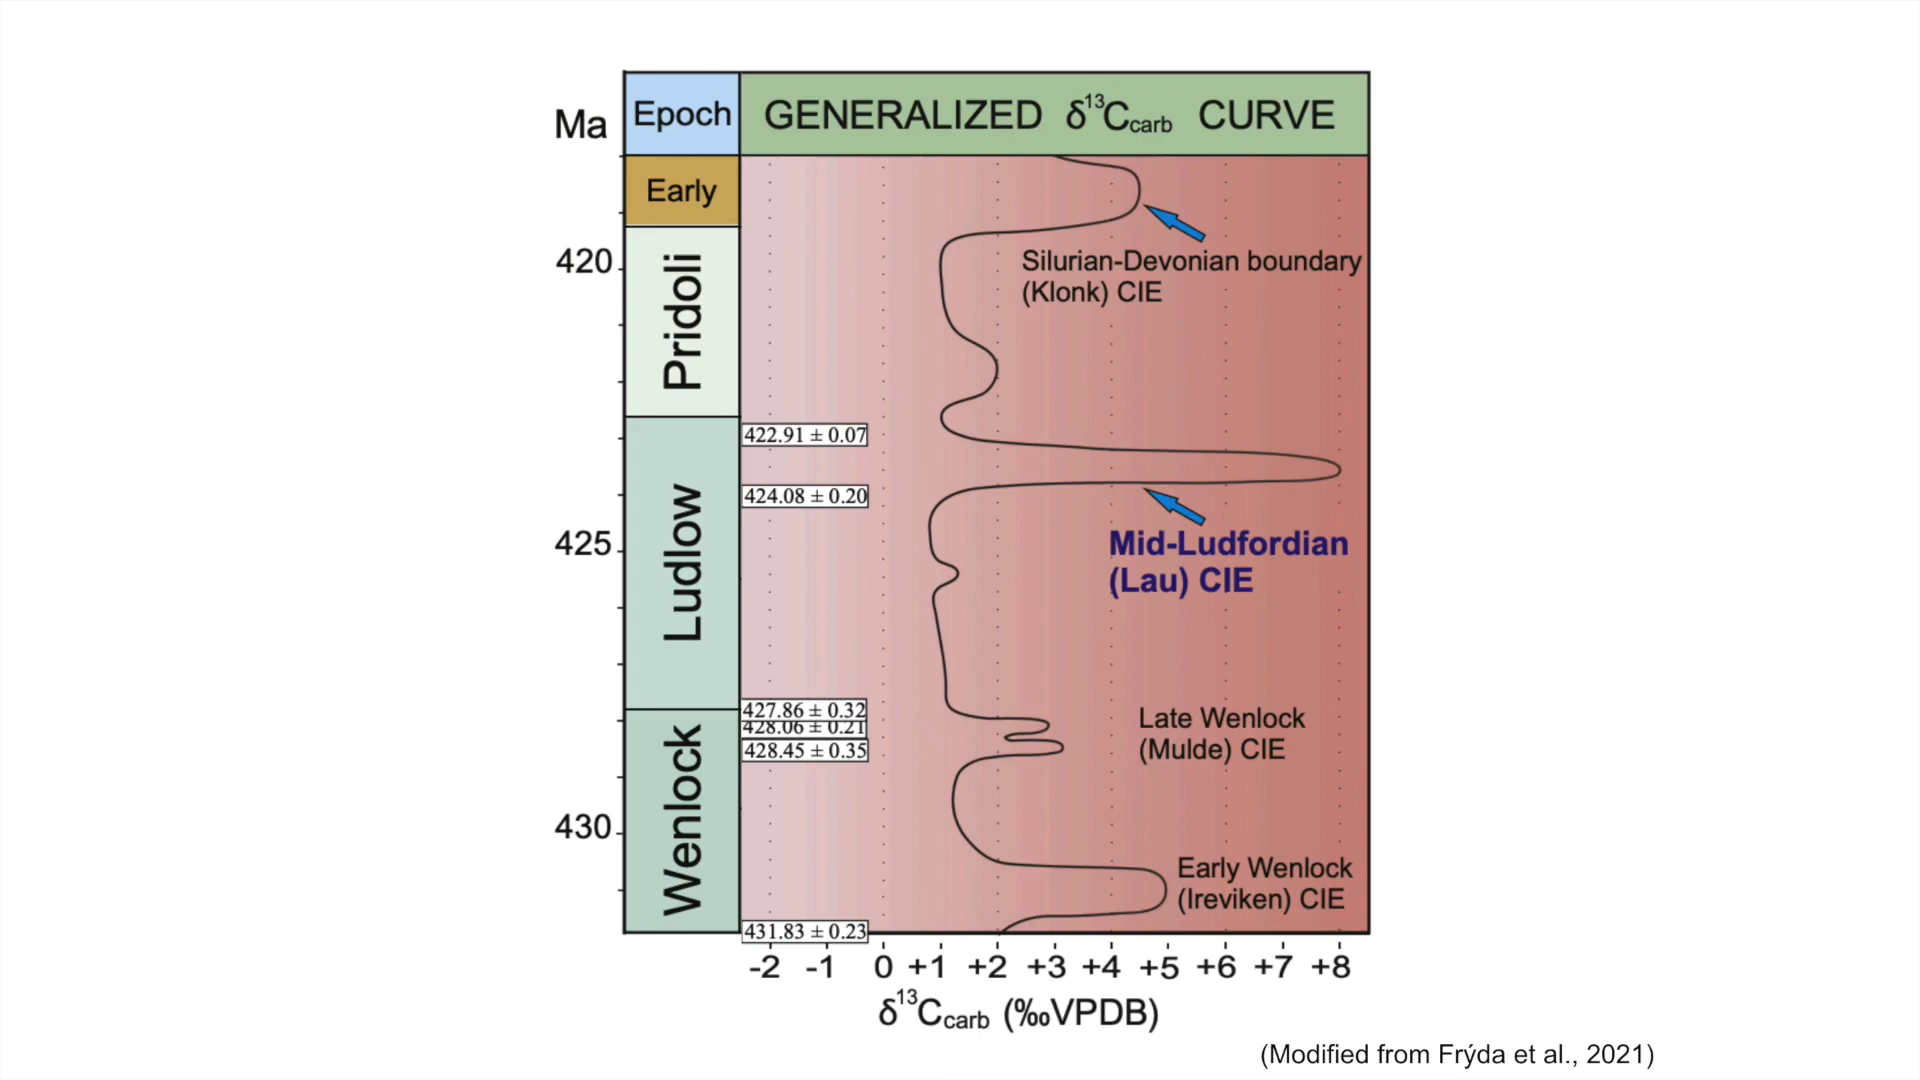 Ma
Epoch
GENERALIZED δ¹³Ccarb CURVE
Early
420
Silurian-Devonian boundary
(Klonk) CIE
Pridoli
422.91 ± 0.07
424.08 ± 0.20
Ludlow
425
Mid-Ludfordian
(Lau) CIE
427.86 ± 0.32
428.06 ± 0.21
428.45 ± 0.35
Late Wenlock
(Mulde) CIE
Wenlock
430
Early Wenlock
(Ireviken) CIE
431.83 ± 0.23
-2 -1 0 +1 +2 +3 +4 +5 +6 +7 +8
δ¹³Ccarb (‰VPDB)
(Modified from Frýda et al., 2021)